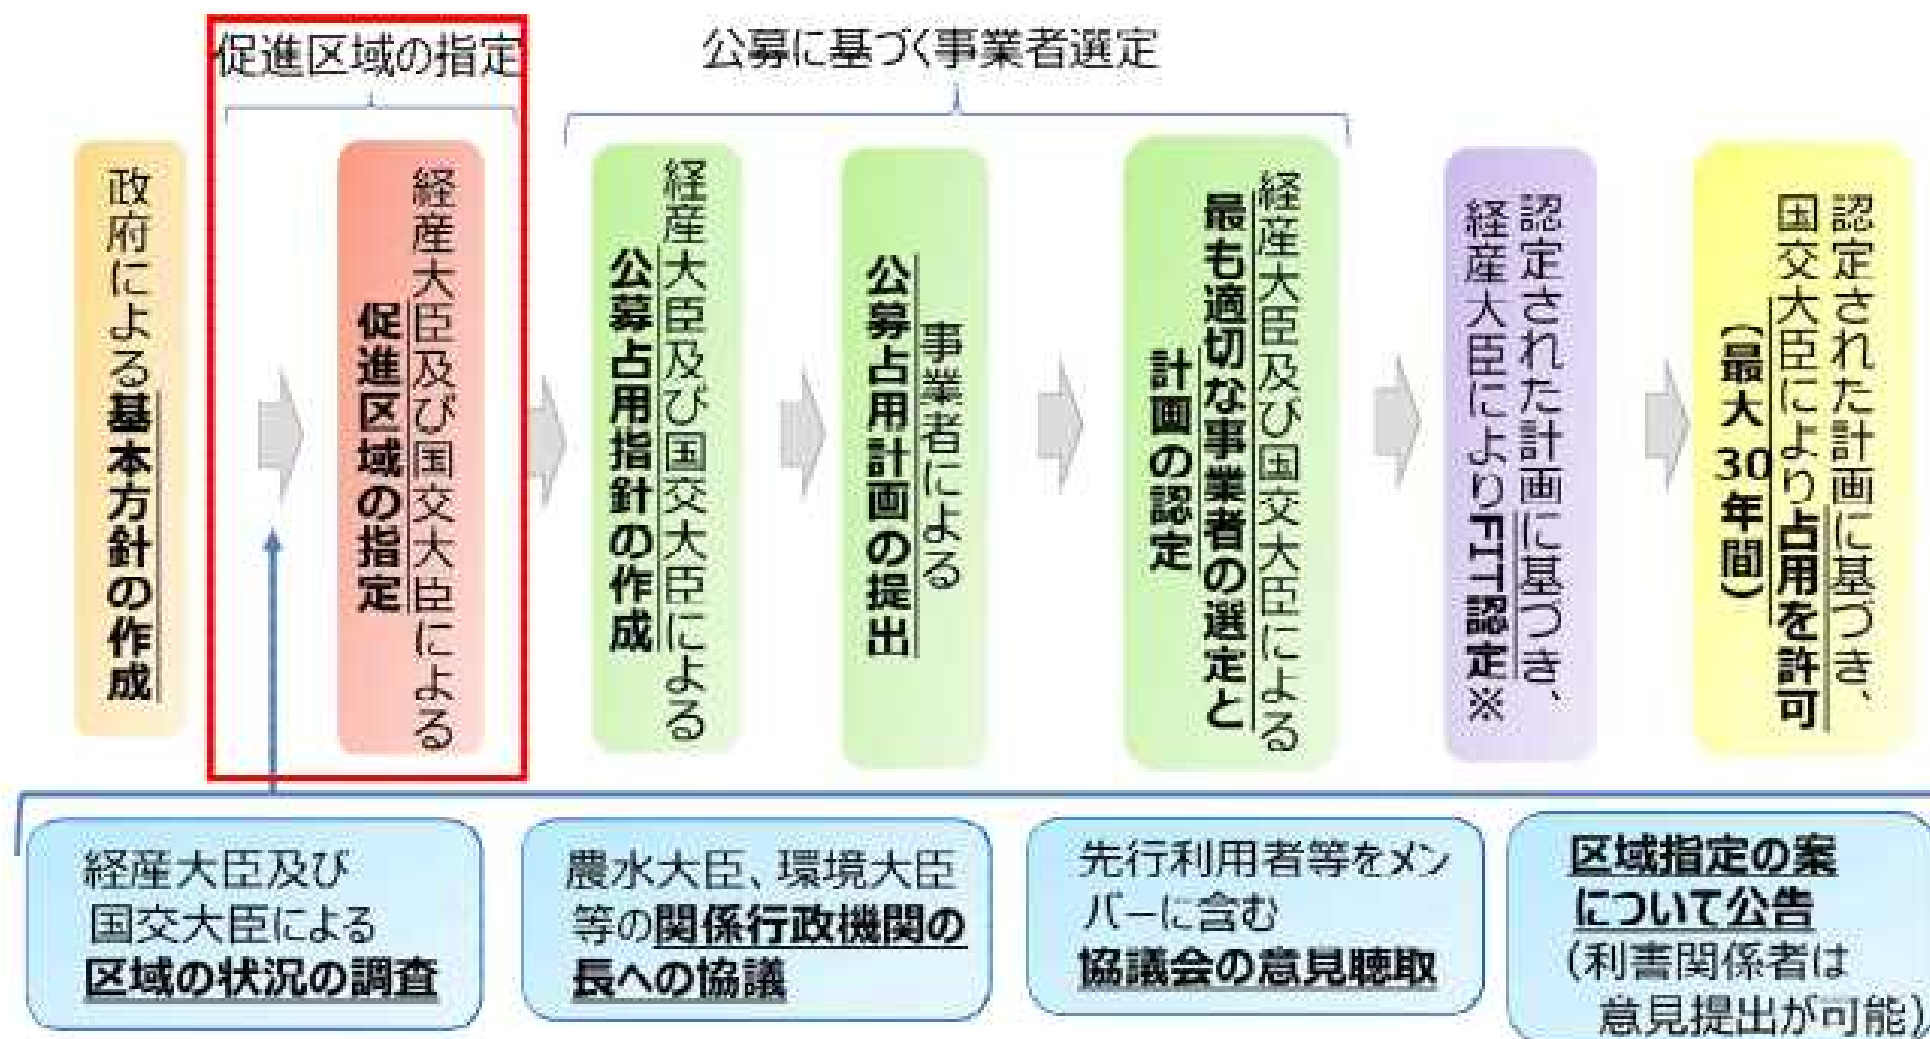 促進区域の指定
公募に基づく事業者選定
政府による基本方針の作成
経産大臣及び国交大臣による
促進区域の指定
経産大臣及び国交大臣による
公募占用指針の作成
事業者による
公募占用計画の提出
経産大臣及び国交大臣による
最も適切な事業者の選定と
計画の認定
認定された計画に基づき、
経産大臣によりFIT認定※
認定された計画に基づき、
国交大臣により占用を許可
(最大30年間)
経産大臣及び
国交大臣による
区域の状況の調査
農水大臣、環境大臣
等の関係行政機関の
長への協議
先行利用者等をメン
バーに含む
協議会の意見聴取
区域指定の案
について公告
(利害関係者は
意見提出が可能)